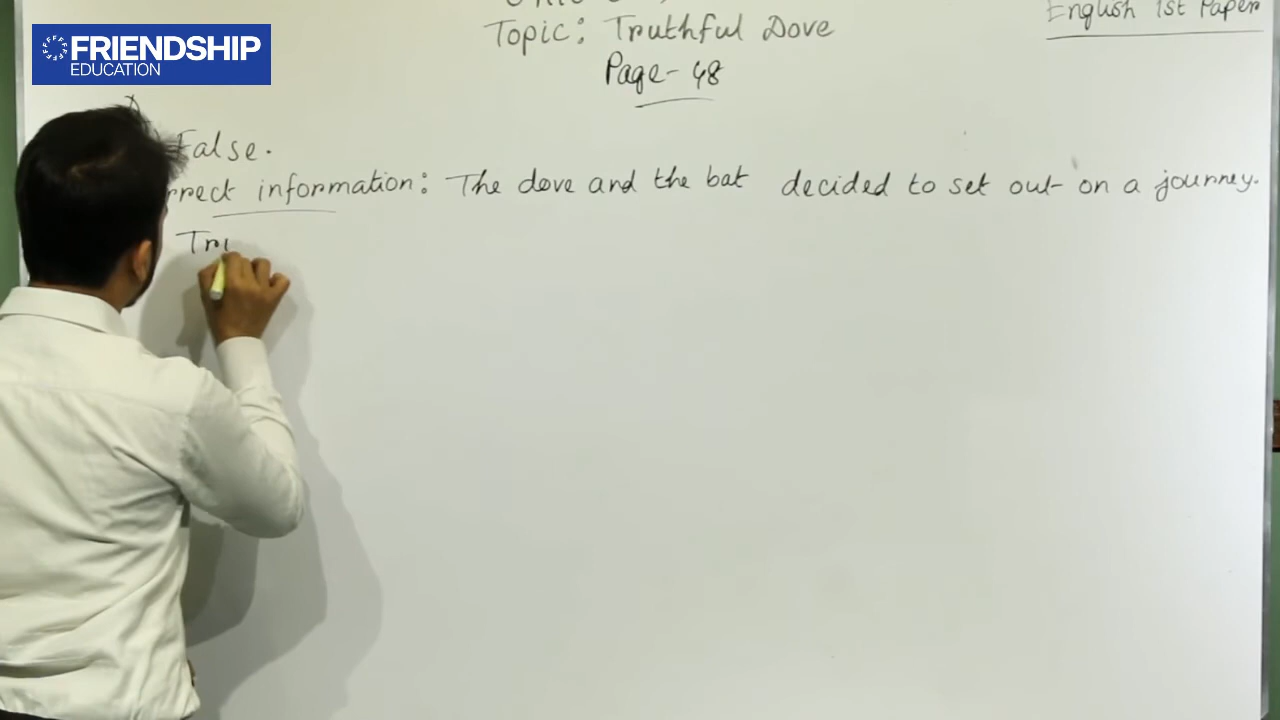 FRIENDSHIP
EDUCATION
English 1st Paper
Topic: Truthful Dove
Page- 48
False.
rrect information: The dove and the bat decided to set out on a journey.
Tru